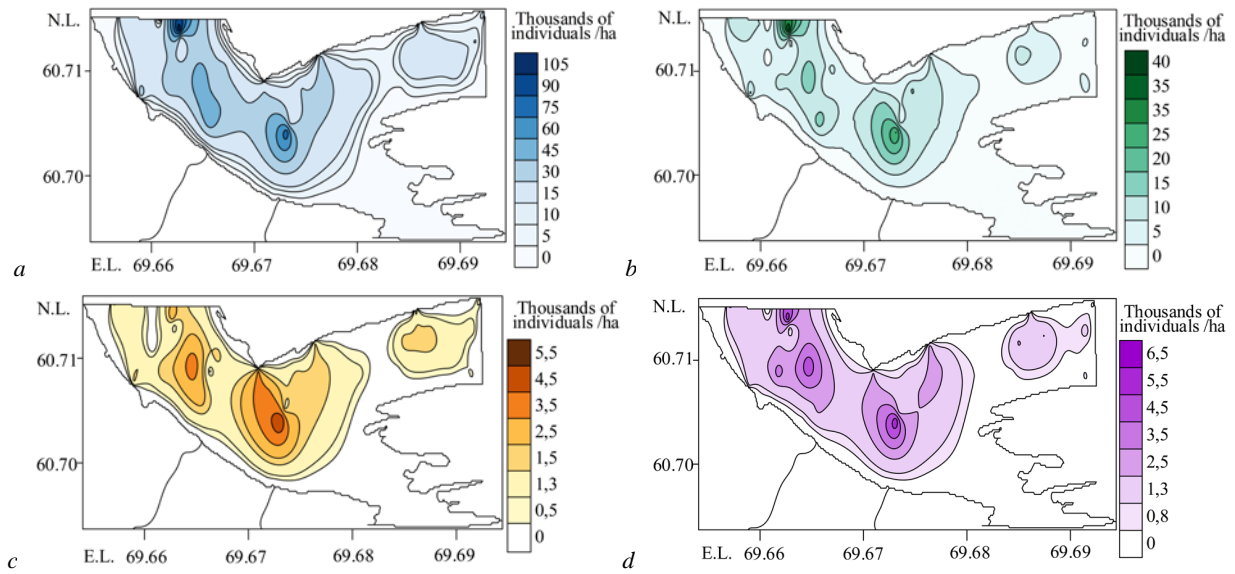 N.L.
60.71
60.70
E.L. 69.66 69.67 69.68 69.69
a
Thousands of
individuals /ha
105
90
75
60
45
30
15
10
5
0
N.L.
60.71
60.70
E.L. 69.66 69.67 69.68 69.69
b
Thousands of
individuals /ha
40
35
35
25
20
15
10
5
0
N.L.
60.71
60.70
E.L. 69.66 69.67 69.68 69.69
c
Thousands of
individuals /ha
5,5
4,5
3,5
2,5
1,5
1,3
0,5
0
N.L.
60.71
60.70
E.L. 69.66 69.67 69.68 69.69
d
Thousands of
individuals /ha
6,5
5,5
4,5
3,5
2,5
1,3
0,8
0